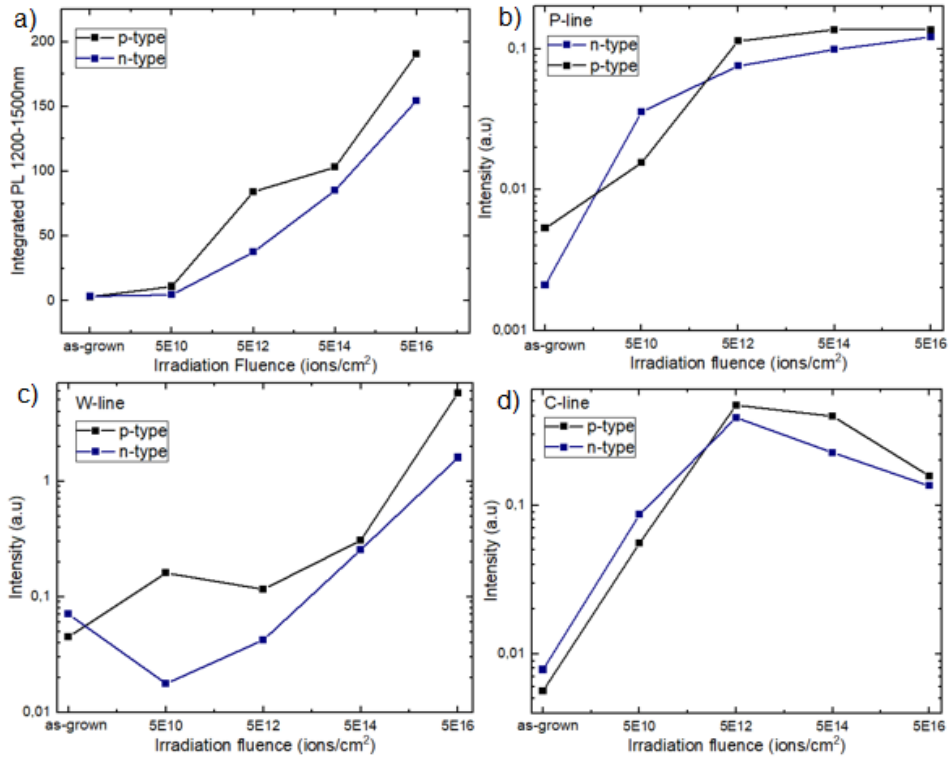 a)
p-type
n-type
200
150
100
50
0
Integrated PL 1200-1500nm
as-grown 5E10 5E12 5E14 5E16
Irradiation Fluence (ions/cm²)
b)
P-line
n-type
p-type
0.1
0.01
0,001
Intensity (a.u)
as-grown 5E10 5E12 5E14 5E16
Irradiation fluence (ions/cm²)
c)
W-line
p-type
n-type
1
0,1
0,01
Intensity (a.u)
as-grown 5E10 5E12 5E14 5E16
Irradiation fluence (ions/cm²)
d)
C-line
p-type
n-type
0,1
0,01
Intensity (a.u)
as-grown 5E10 5E12 5E14 5E16
Irradiation fluence (ions/cm²)